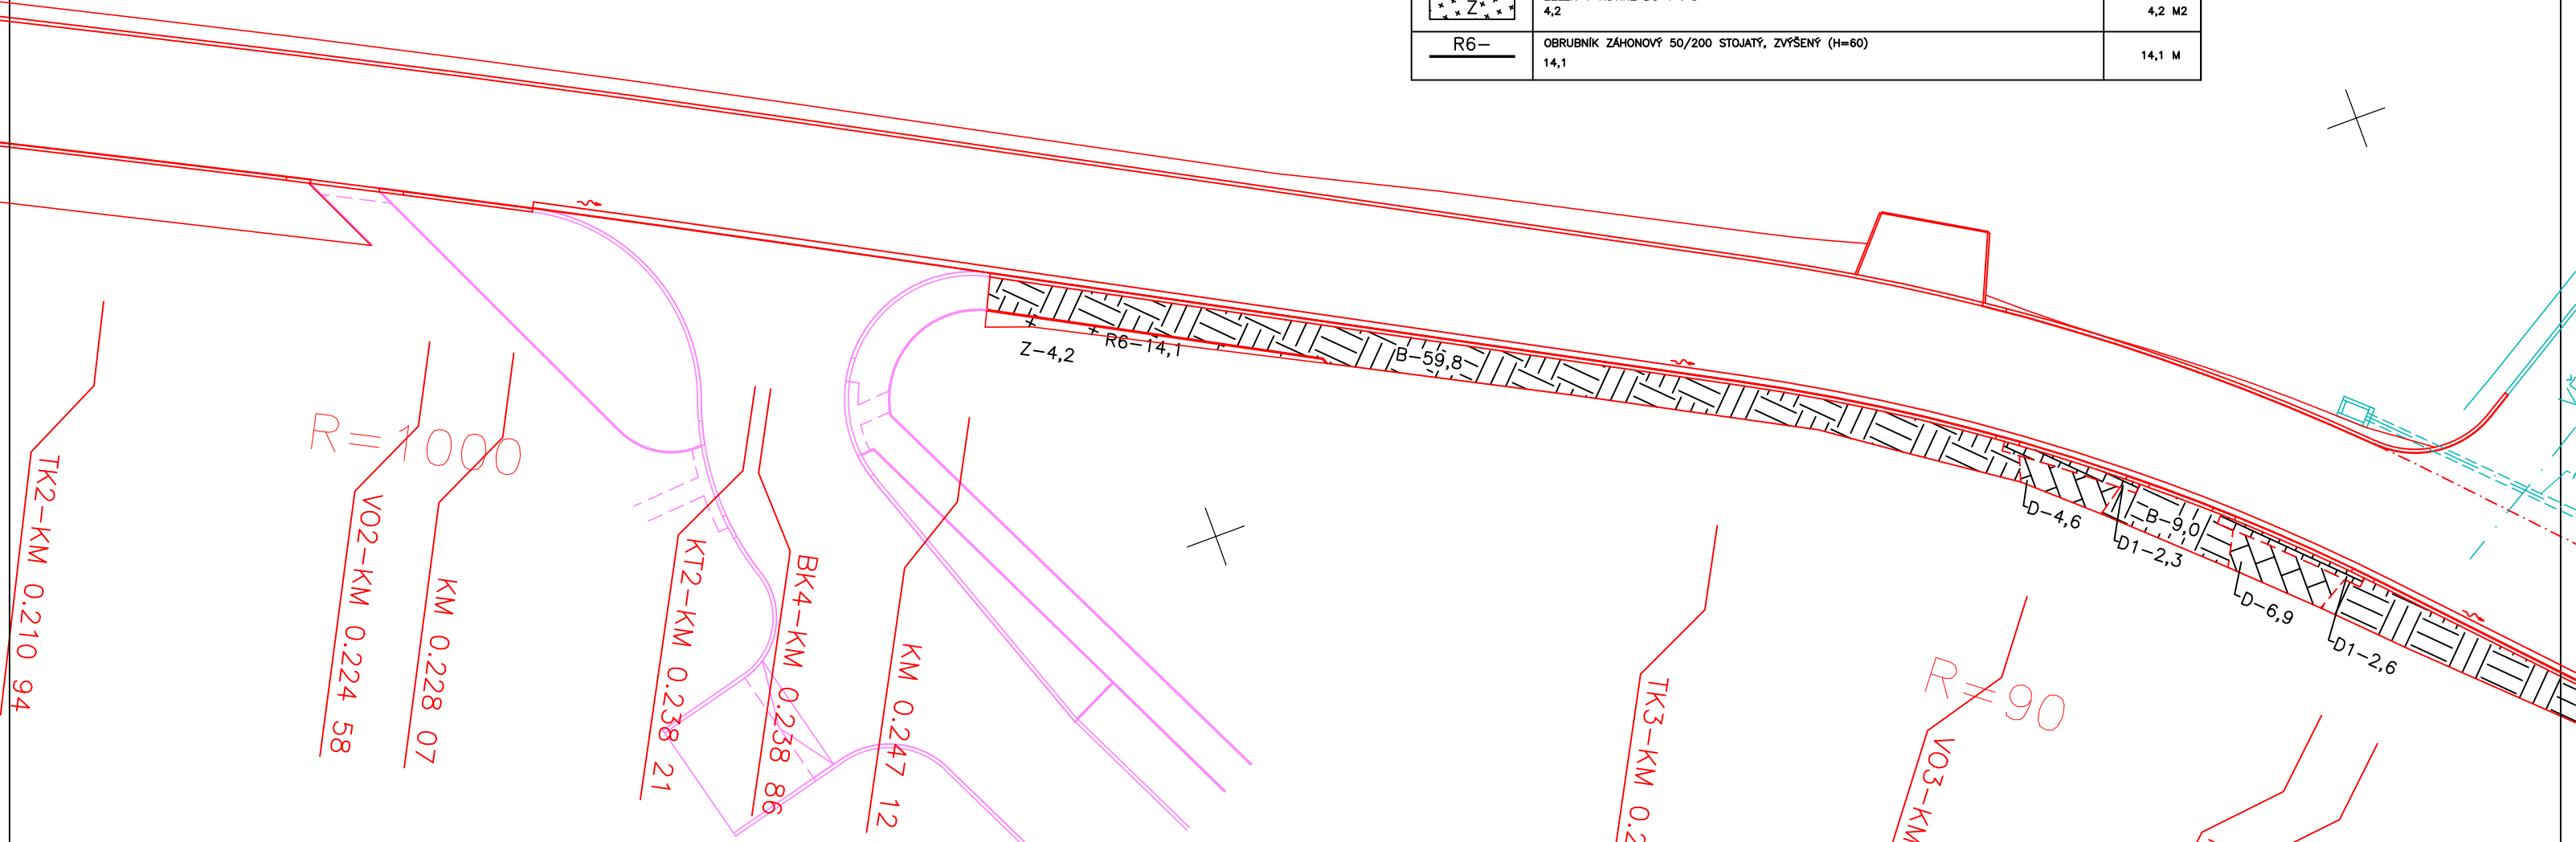 Z
4,2
4,2 M2
R6-
OBRUBNÍK ZÁHONOVÝ 50/200 STOJATÝ, ZVÝŠENÝ (H=60)
14,1
14,1 M
Z-4,2
R6-14,1
B-59,8
D-4,6
D1-2,3
B-9,0
D-6,9
D1-2,6
R=1000
R=90
TK2-KM 0.210 94
VO2-KM 0.224 58
KM 0.228 07
KT2-KM 0.238 21
BK4-KM 0.238 86
KM 0.247 12
TK3-KM 0.2
VO3-KM